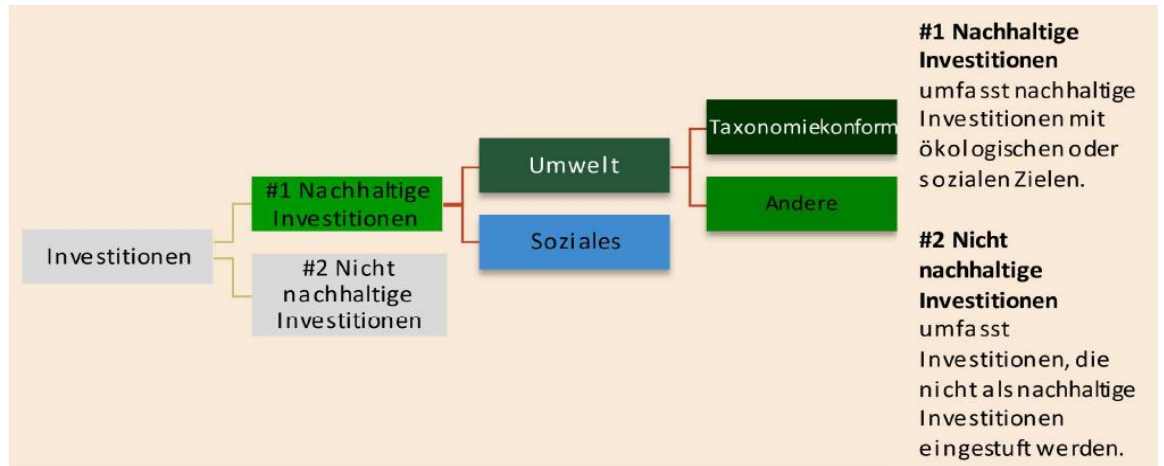 Investitionen
#1 Nachhaltige
Investitionen
#2 Nicht
nachhaltige
Investitionen
Umwelt
Soziales
Taxonomiekonform
Andere
#1 Nachhaltige
Investitionen
umfasst nachhaltige
Investitionen mit
ökologischen oder
sozialen Zielen.
#2 Nicht
nachhaltige
Investitionen
umfasst
Investitionen, die
nicht als nachhaltige
Investitionen
eingestuft werden.